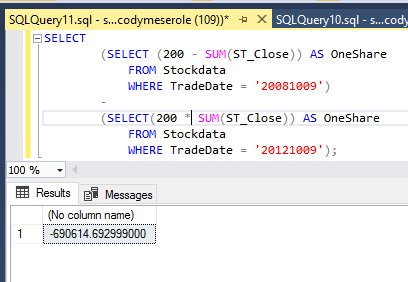 SQLQuery11.sql - s...codymeserole (109))* SQLQuery10.sql - s...co
SELECT
(SELECT (200 - SUM(ST_Close)) AS OneShare
FROM Stockdata
WHERE TradeDate = '20081009')
-
(SELECT(200 * SUM(ST_Close)) AS OneShare
FROM Stockdata
WHERE TradeDate = '20121009');
100 %
Results Messages
(No column name)
1 -690614.692999000